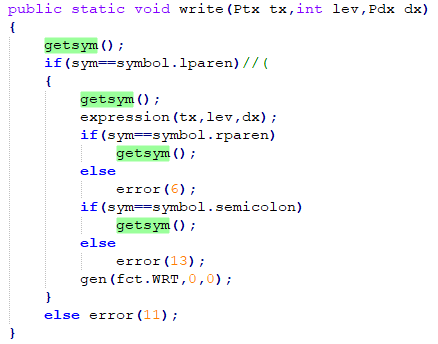 public static void write(Ptx tx,int lev,Pdx dx)
{
    getsym();
    if(sym==symbol.lparen)//(
    {
        getsym();
        expression(tx,lev,dx);
        if(sym==symbol.rparen)
            getsym();
        else
            error(6);
        if(sym==symbol.semicolon)
            getsym();
        else
            error(13);
        gen(fct.WRT,0,0);
    }
    else error(11);
}